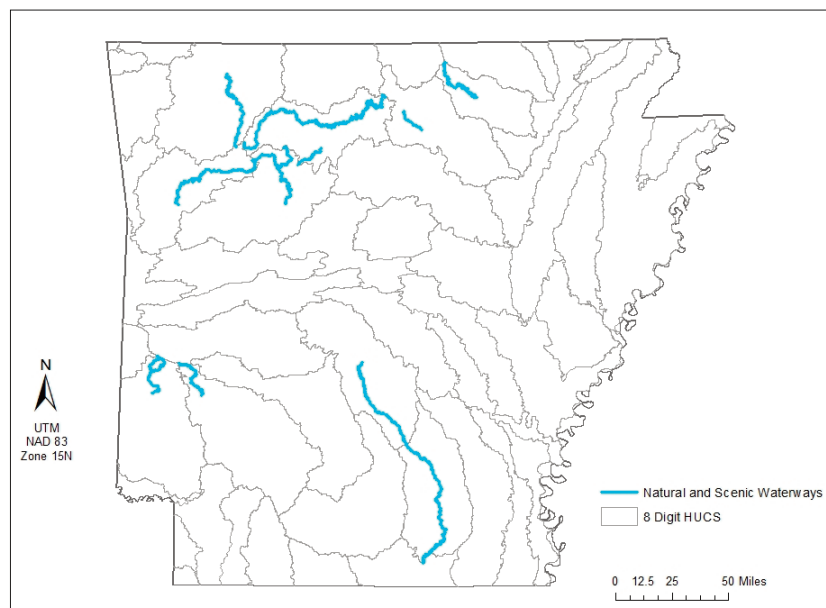 N
UTM
NAD 83
Zone 15N
Natural and Scenic Waterways
8 Digit HUCS
0 12.5 25 50 Miles